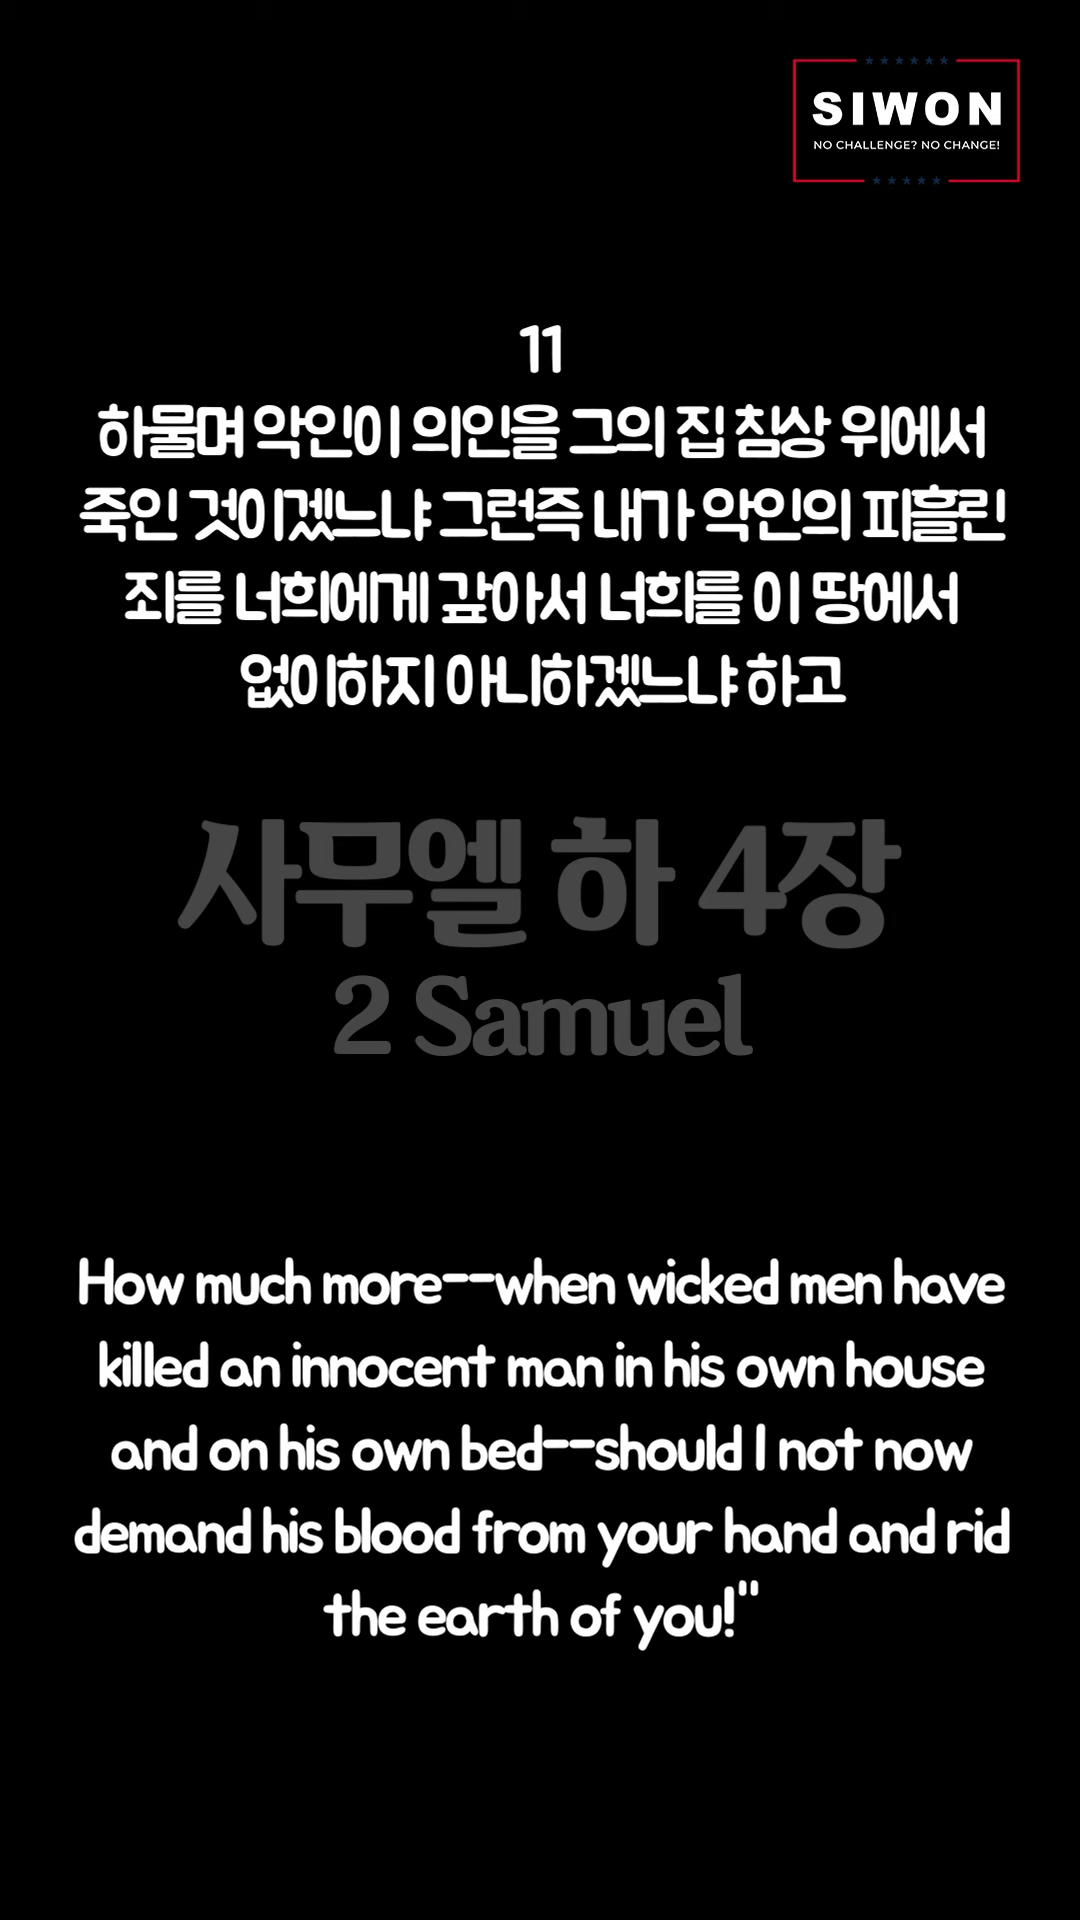 SIWON
NO CHALLENGE? NO CHANGE!
11
하물며 악인이 의인을 그의 집 침상 위에서
죽인 것이겠느냐 그런즉 내가 악인의 피흘린
죄를 너희에게 갚아서 너희를 이 땅에서
없이하지 아니하겠느냐 하고
사무엘 하 4장
2 Samuel
How much more--when wicked men have
killed an innocent man in his own house
and on his own bed--should I not now
demand his blood from your hand and rid
the earth of you!"